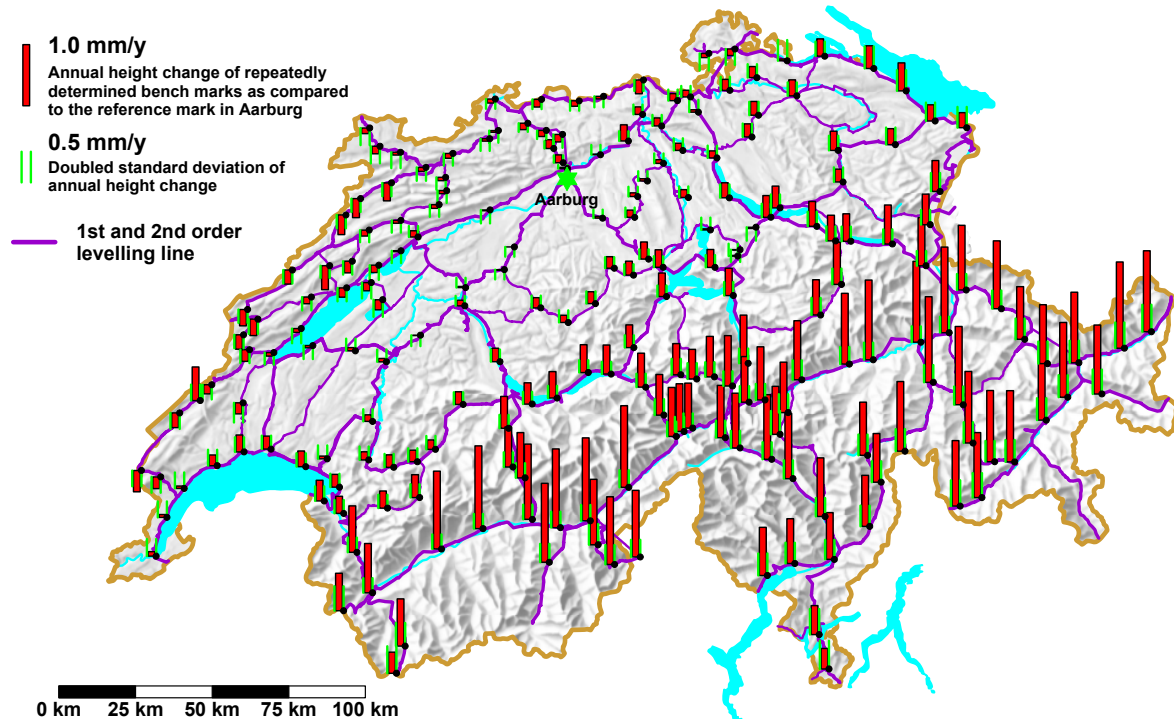 1.0 mm/y
Annual height change of repeatedly
determined bench marks as compared
to the reference mark in Aarburg
0.5 mm/y
Doubled standard deviation of
annual height change
1st and 2nd order
levelling line
Aarburg
0 km 25 km 50 km 75 km 100 km